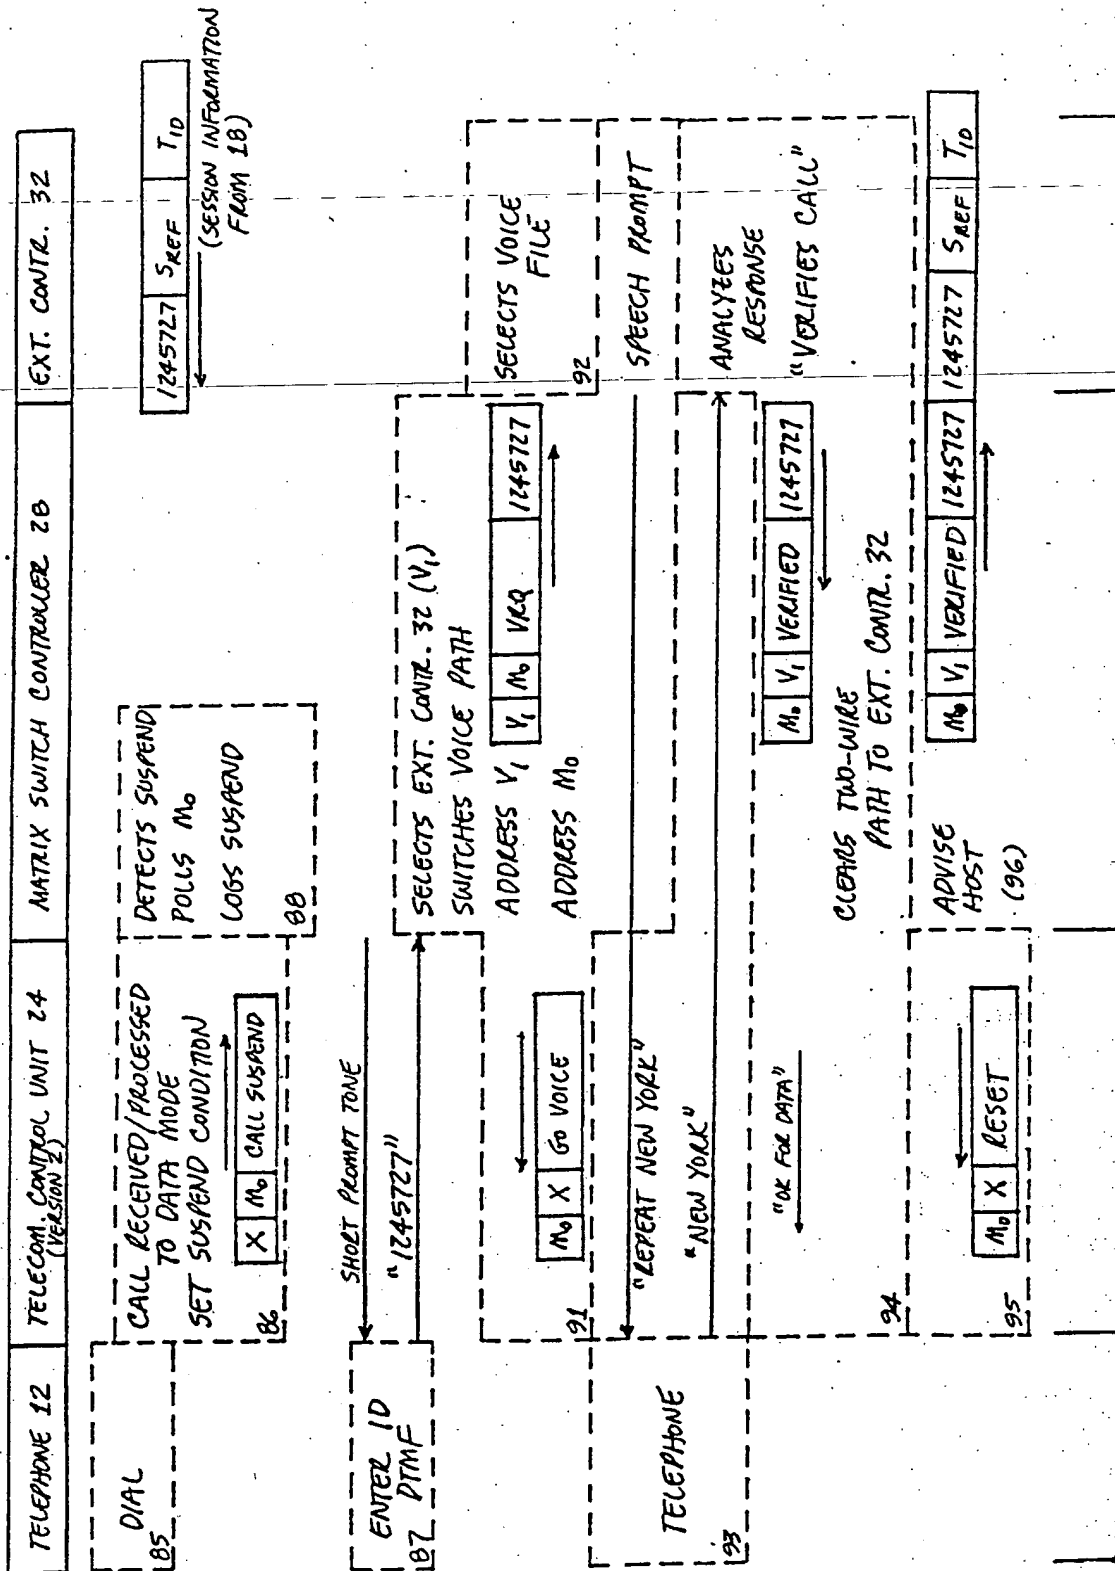 TELEPHONE 12
TELECOM. CONTROL UNIT 24
(VERSION 2)
MATRIX SWITCH CONTROLLER 28
EXT. CONTR. 32
DIAL
85
CALL RECEIVED/PROCESSED
TO DATA MODE
SET SUSPEND CONDITION
X M₀ CALL SUSPEND
86
DETECTS SUSPEND
POLLS M₀
LOGS SUSPEND
88
1245727 S_REF T_ID
(SESSION INFORMATION
FROM 18)
ENTER ID
DTMF
87
SHORT PROMPT TONE
"1245727"
SELECTS EXT. CONTR. 32 (V₁)
SWITCHES VOICE PATH
ADDRESS V₁
V₁ M₀ VRQ 1245727
ADDRESS M₀
SELECTS VOICE
FILE
92
M₀ X GO VOICE
91
SPEECH PROMPT
"REPEAT NEW YORK"
"NEW YORK"
TELEPHONE
93
ANALYZES
RESPONSE
"VERIFIES CALL"
M₀ V₁ VERIFIED 1245727
"OK FOR DATA"
CLEARS TWO-WIRE
PATH TO EXT. CONTR. 32
94
ADVISE
HOST
(96)
M₀ V₁ VERIFIED 1245727 1245727 S_REF T_ID
M₀ X RESET
95